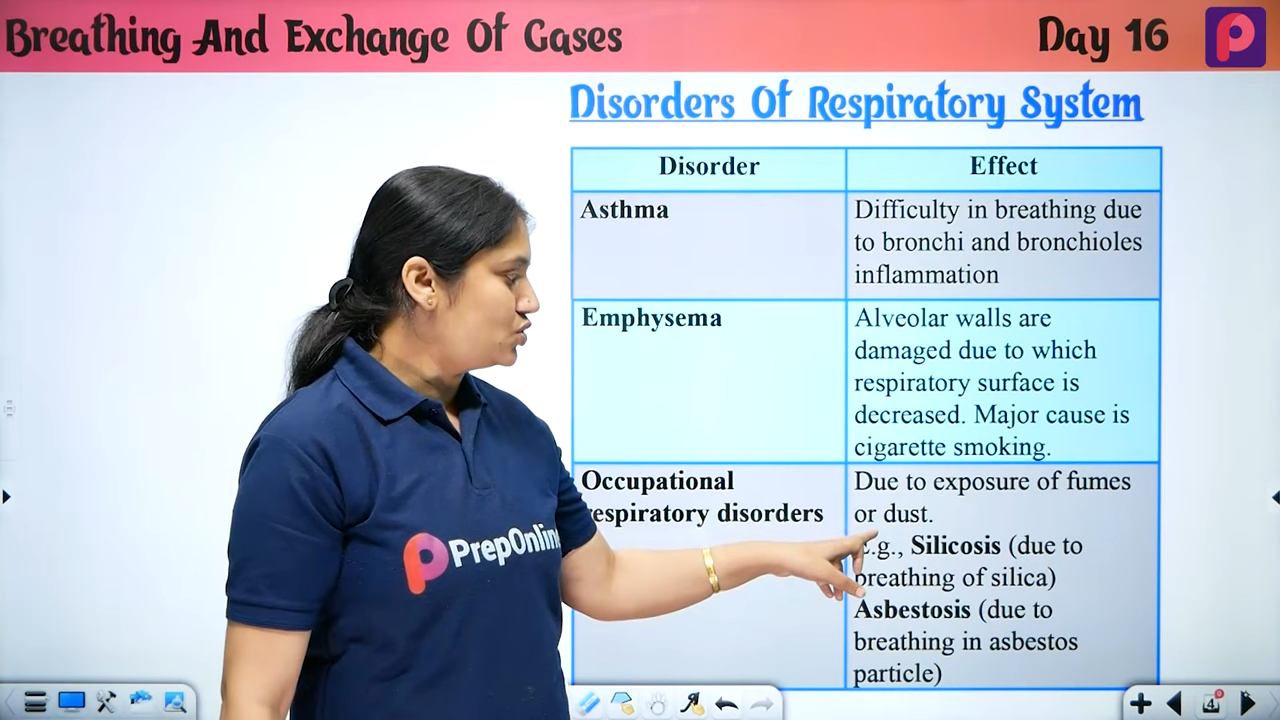 Breathing And Exchange Of Gases
Day 16
Disorders Of Respiratory System
Disorder
Effect
Asthma
Difficulty in breathing due
to bronchi and bronchioles
inflammation
Emphysema
Alveolar walls are
damaged due to which
respiratory surface is
decreased. Major cause is
cigarette smoking.
Occupational
respiratory disorders
Due to exposure of fumes
or dust.
e.g., Silicosis (due to
breathing of silica)
Asbestosis (due to
breathing in asbestos
particle)
PrepOnlin
4